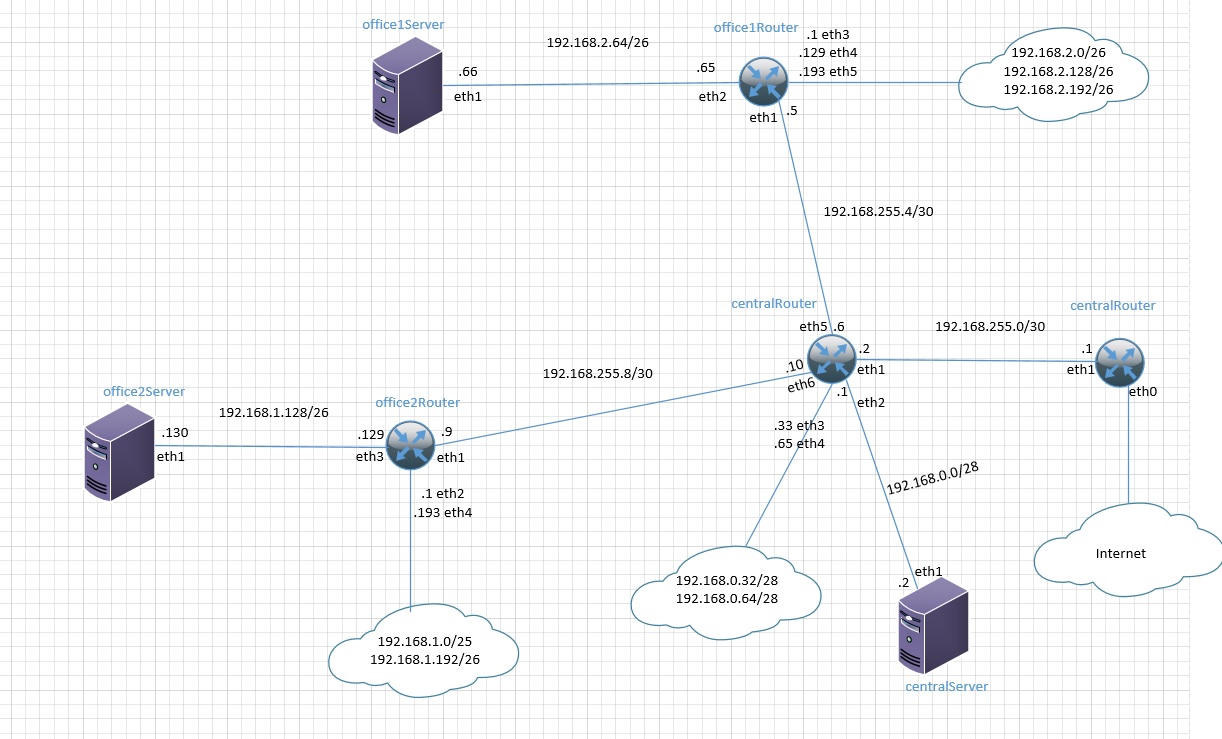 office1Server
office1Router
192.168.2.64/26
.1 eth3
.129 eth4
.193 eth5
192.168.2.0/26
192.168.2.128/26
192.168.2.192/26
.66
eth1
.65
eth2
eth1
.5
192.168.255.4/30
centralRouter
centralRouter
eth5 .6
192.168.255.0/30
.2
eth1
.1
eth1
eth0
.10
eth6
.1
eth2
192.168.255.8/30
office2Server
192.168.1.128/26
office2Router
.130
eth1
.129
eth3
.9
eth1
.33 eth3
.65 eth4
192.168.0.0/28
.1 eth2
.193 eth4
Internet
192.168.0.32/28
192.168.0.64/28
eth1
.2
192.168.1.0/25
192.168.1.192/26
centralServer